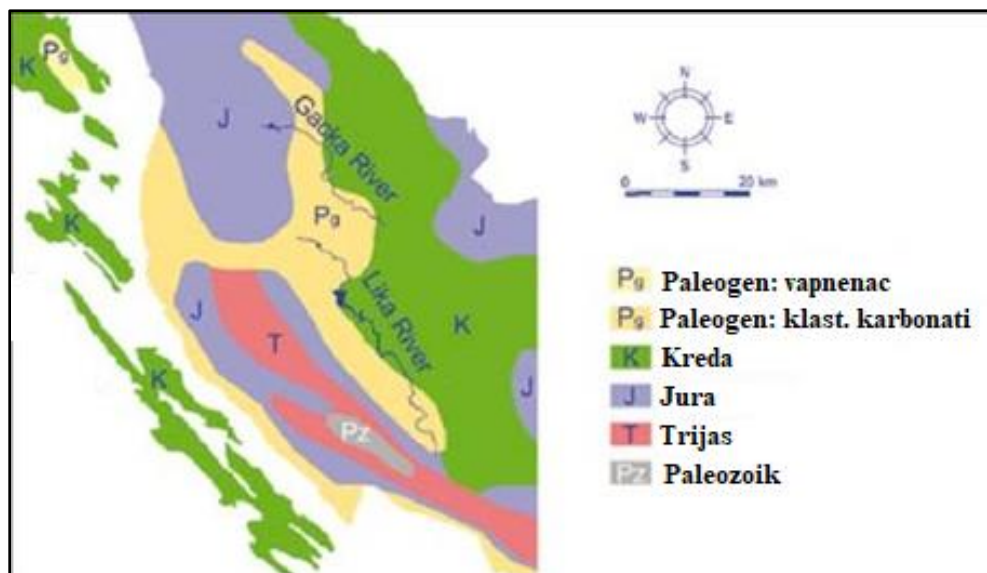 Pg
K
J
Gacka River
Pg
K
J
Lika River
J
T
K
K
J
PZ
N
W
E
S
0
20 km
Pg Paleogen: vapnenac
Pg Paleogen: klast. karbonati
K Kreda
J Jura
T Trijas
PZ Paleozoik